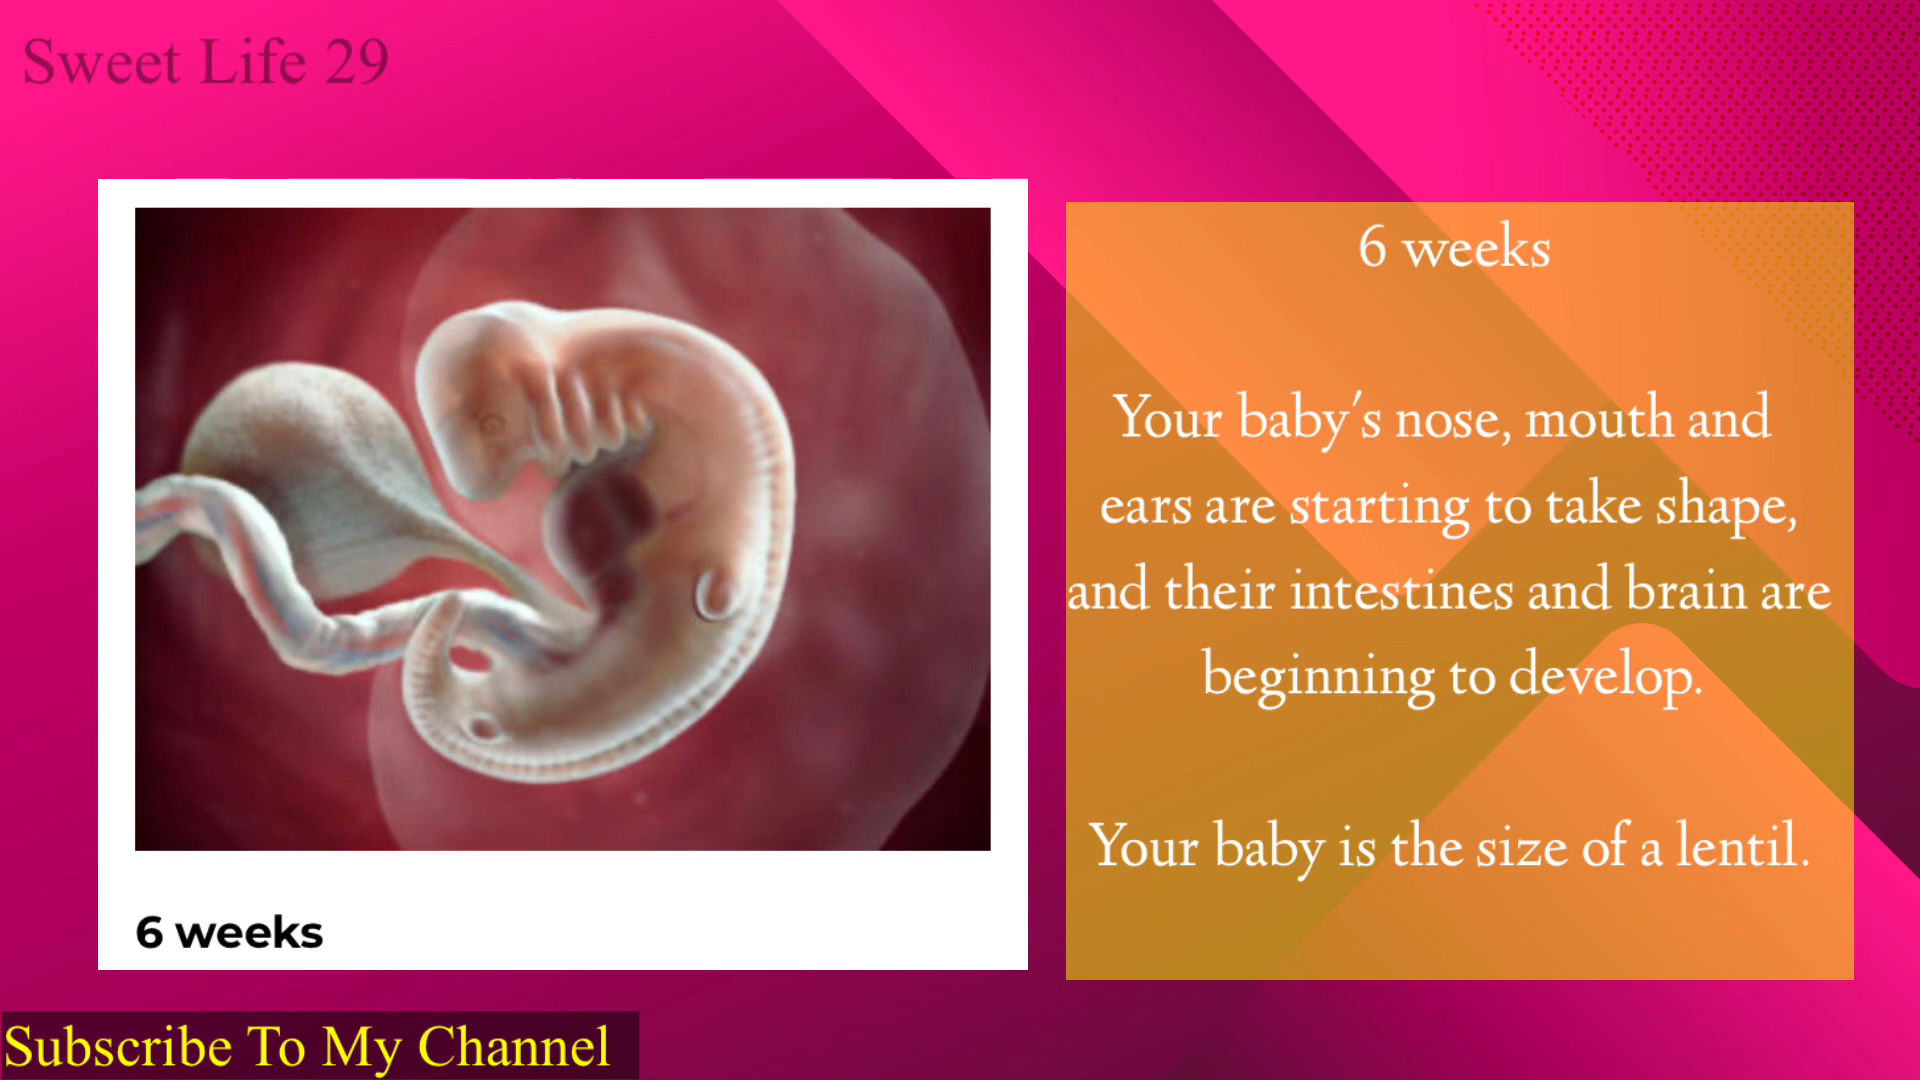 Sweet Life 29
6 weeks
6 weeks
Your baby's nose, mouth and
ears are starting to take shape,
and their intestines and brain are
beginning to develop.
Your baby is the size of a lentil.
Subscribe To My Channel